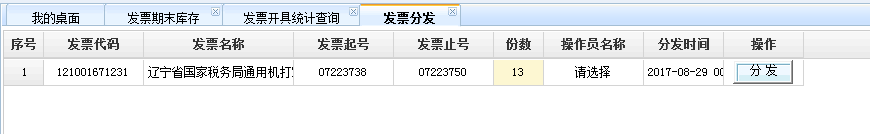 我的桌面 发票期末库存 发票开具统计查询 发票分发
序号 发票代码 发票名称 发票起号 发票止号 份数 操作员名称 分发时间 操作
1 121001671231 辽宁省国家税务局通用机打 07223738 07223750 13 请选择 2017-08-29 00 分 发